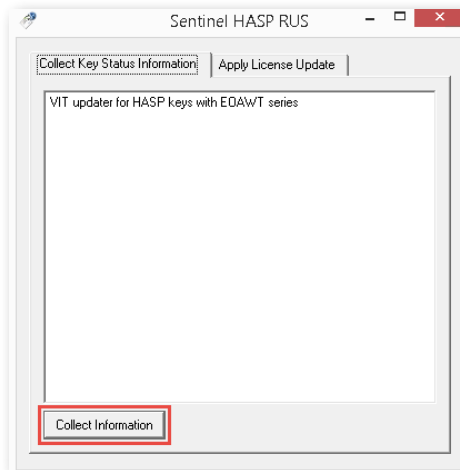 Sentinel HASP RUS
Collect Key Status Information
Apply License Update
VIT updater for HASP keys with EOAWT series
Collect Information